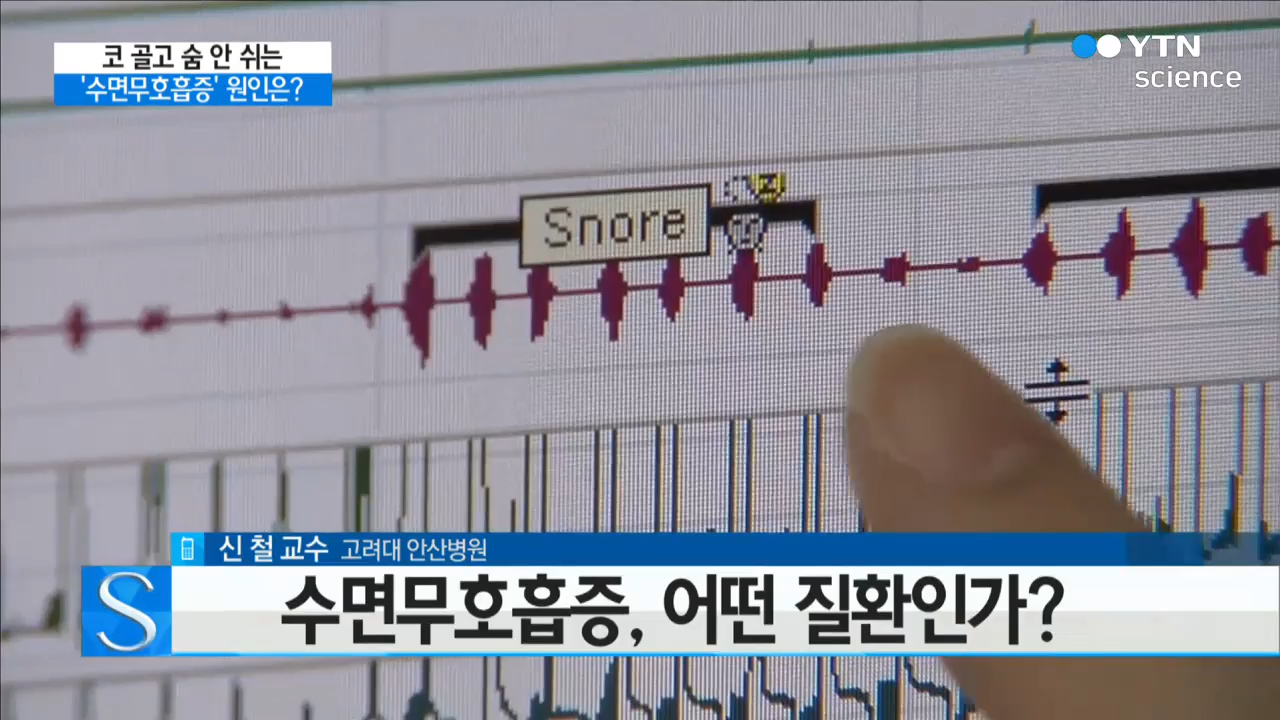 코 골고 숨 안 쉬는
'수면무호흡증' 원인은?
YTN
science
Snore
신 철 교수 고려대 안산병원
S
수면무호흡증, 어떤 질환인가?